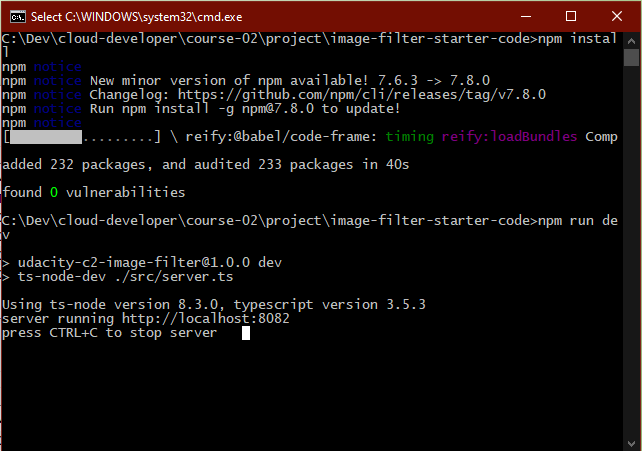 Select C:\WINDOWS\system32\cmd.exe
C:\Dev\cloud-developer\course-02\project\image-filter-starter-code>npm instal
l
npm notice
npm notice New minor version of npm available! 7.6.3 -> 7.8.0
npm notice Changelog: https://github.com/npm/cli/releases/tag/v7.8.0
npm notice Run npm install -g npm@7.8.0 to update!
npm notice
[         .........] \ reify:@babel/code-frame: timing reify:loadBundles Comp
added 232 packages, and audited 233 packages in 40s
found 0 vulnerabilities
C:\Dev\cloud-developer\course-02\project\image-filter-starter-code>npm run de
v
> udacity-c2-image-filter@1.0.0 dev
> ts-node-dev ./src/server.ts
Using ts-node version 8.3.0, typescript version 3.5.3
server running http://localhost:8082
press CTRL+C to stop server